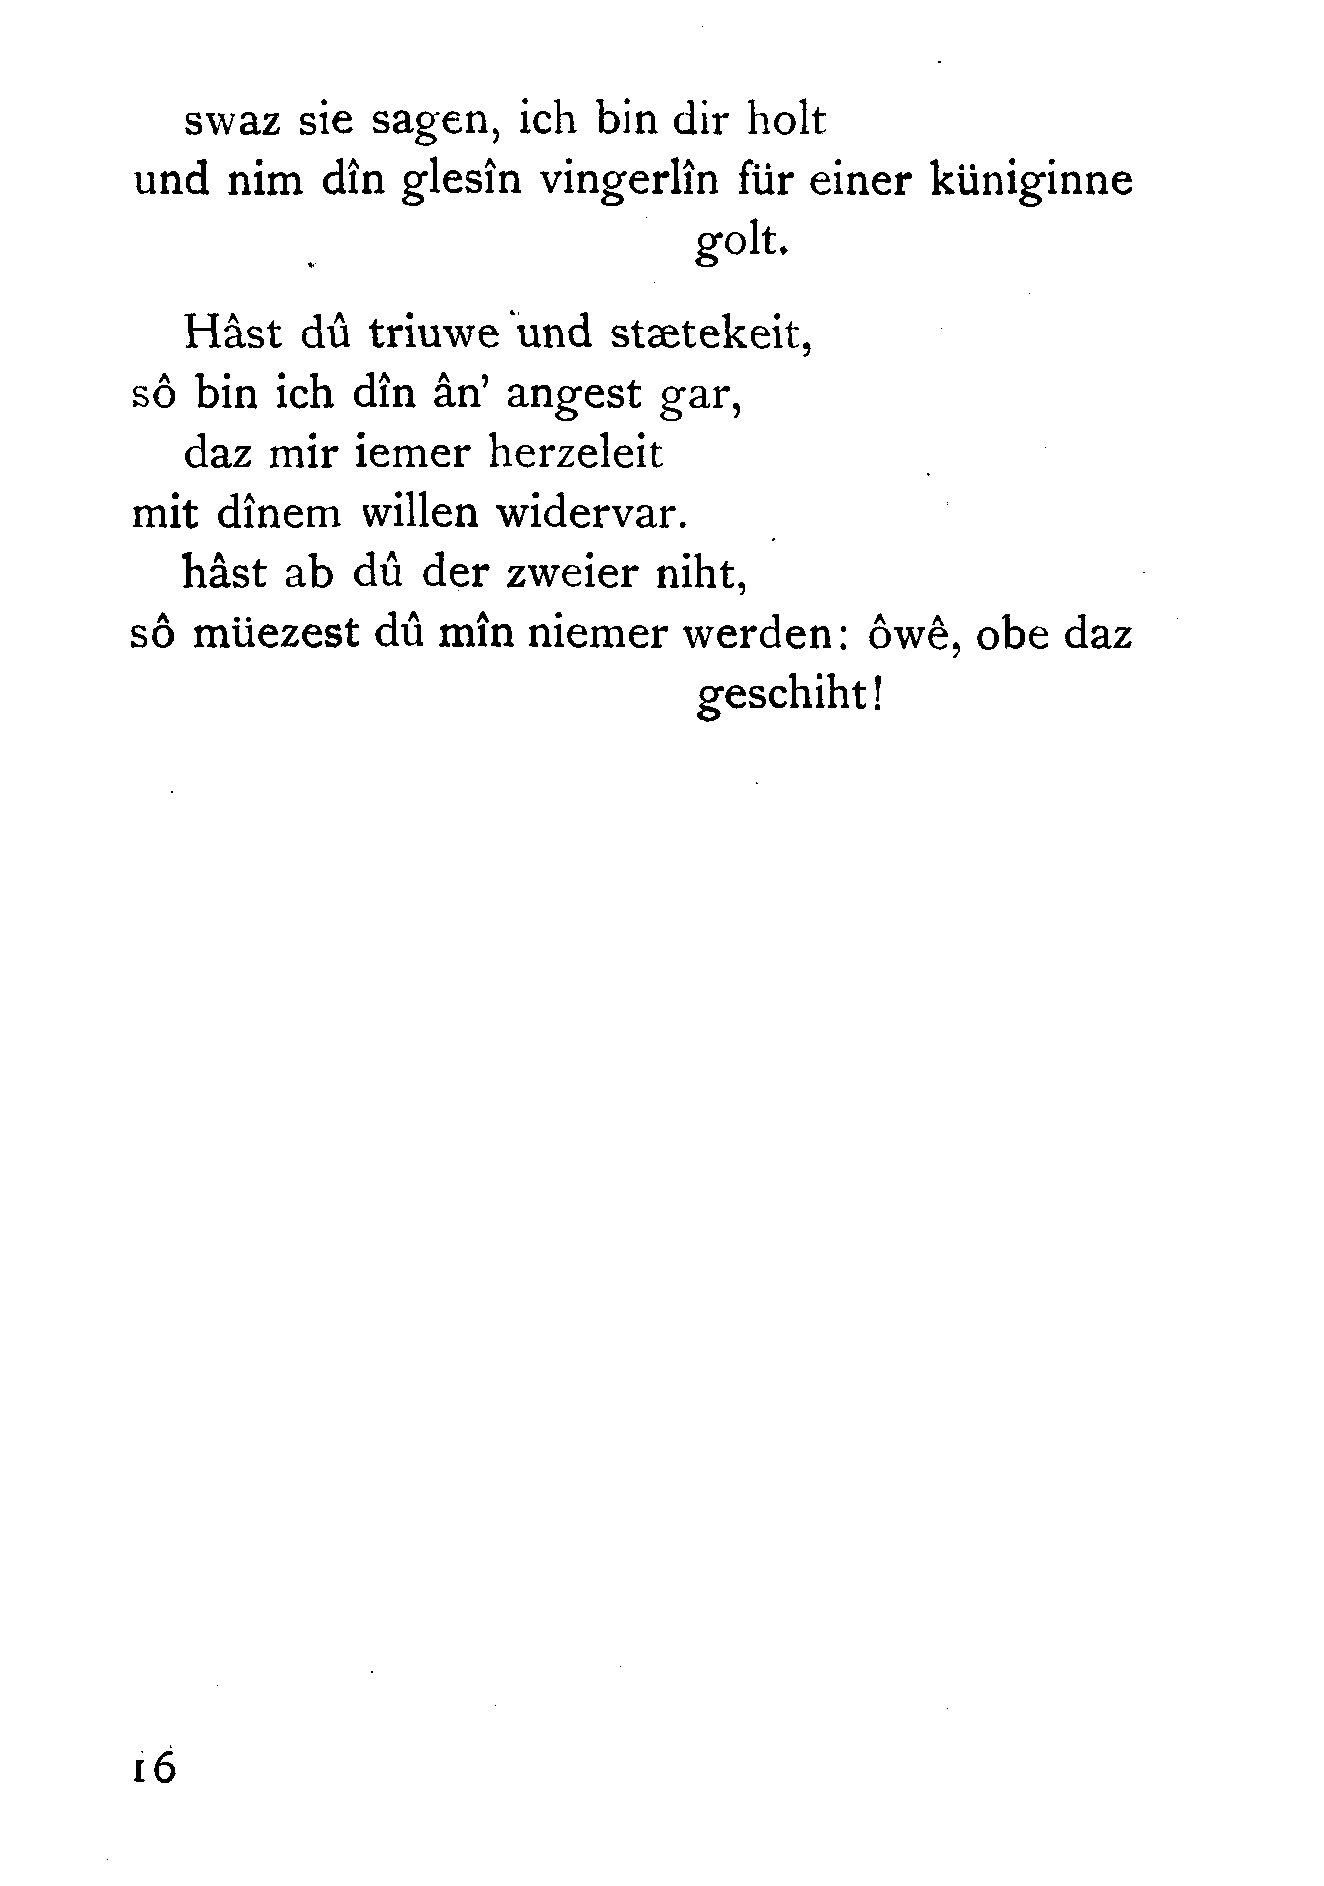 swaz sie sagen, ich bin dir holt
und nim dîn glesîn vingerlîn für einer küniginne
golt.
Hâst dû triuwe und stætekeit,
sô bin ich dîn ân' angest gar,
daz mir iemer herzeleit
mit dînem willen widervar.
hâst ab dû der zweier niht,
sô müezest dû mîn niemer werden: ôwê, obe daz
geschiht!
16